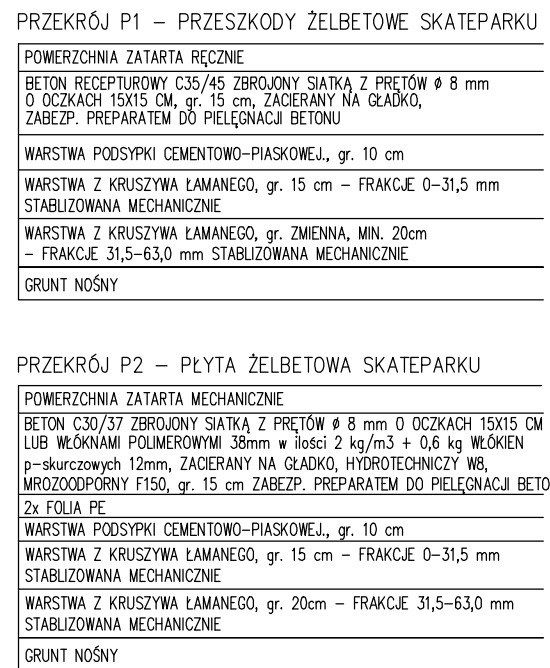 PRZEKRÓJ P1 – PRZESZKODY ŻELBETOWE SKATEPARKU
POWIERZCHNIA ZATARTA RĘCZNIE
BETON RECEPTUROWY C35/45 ZBROJONY SIATKĄ Z PRĘTÓW ø 8 mm
O OCZKACH 15X15 CM, gr. 15 cm, ZACIERANY NA GŁADKO,
ZABEZP. PREPARATEM DO PIELĘGNACJI BETONU
WARSTWA PODSYPKI CEMENTOWO-PIASKOWEJ., gr. 10 cm
WARSTWA Z KRUSZYWA ŁAMANEGO, gr. 15 cm – FRAKCJE 0-31,5 mm
STABLIZOWANA MECHANICZNIE
WARSTWA Z KRUSZYWA ŁAMANEGO, gr. ZMIENNA, MIN. 20cm
– FRAKCJE 31,5-63,0 mm STABLIZOWANA MECHANICZNIE
GRUNT NOŚNY
PRZEKRÓJ P2 – PŁYTA ŻELBETOWA SKATEPARKU
POWIERZCHNIA ZATARTA MECHANICZNIE
BETON C30/37 ZBROJONY SIATKĄ Z PRĘTÓW ø 8 mm O OCZKACH 15X15 CM
LUB WŁÓKNAMI POLIMEROWYMI 38mm w ilości 2 kg/m3 + 0,6 kg WŁÓKIEN
p-skurczowych 12mm, ZACIERANY NA GŁADKO, HYDROTECHNICZY W8,
MROZOODPORNY F150, gr. 15 cm ZABEZP. PREPARATEM DO PIELĘGNACJI BETO
2x FOLIA PE
WARSTWA PODSYPKI CEMENTOWO-PIASKOWEJ., gr. 10 cm
WARSTWA Z KRUSZYWA ŁAMANEGO, gr. 15 cm – FRAKCJE 0-31,5 mm
STABLIZOWANA MECHANICZNIE
WARSTWA Z KRUSZYWA ŁAMANEGO, gr. 20cm – FRAKCJE 31,5-63,0 mm
STABLIZOWANA MECHANICZNIE
GRUNT NOŚNY